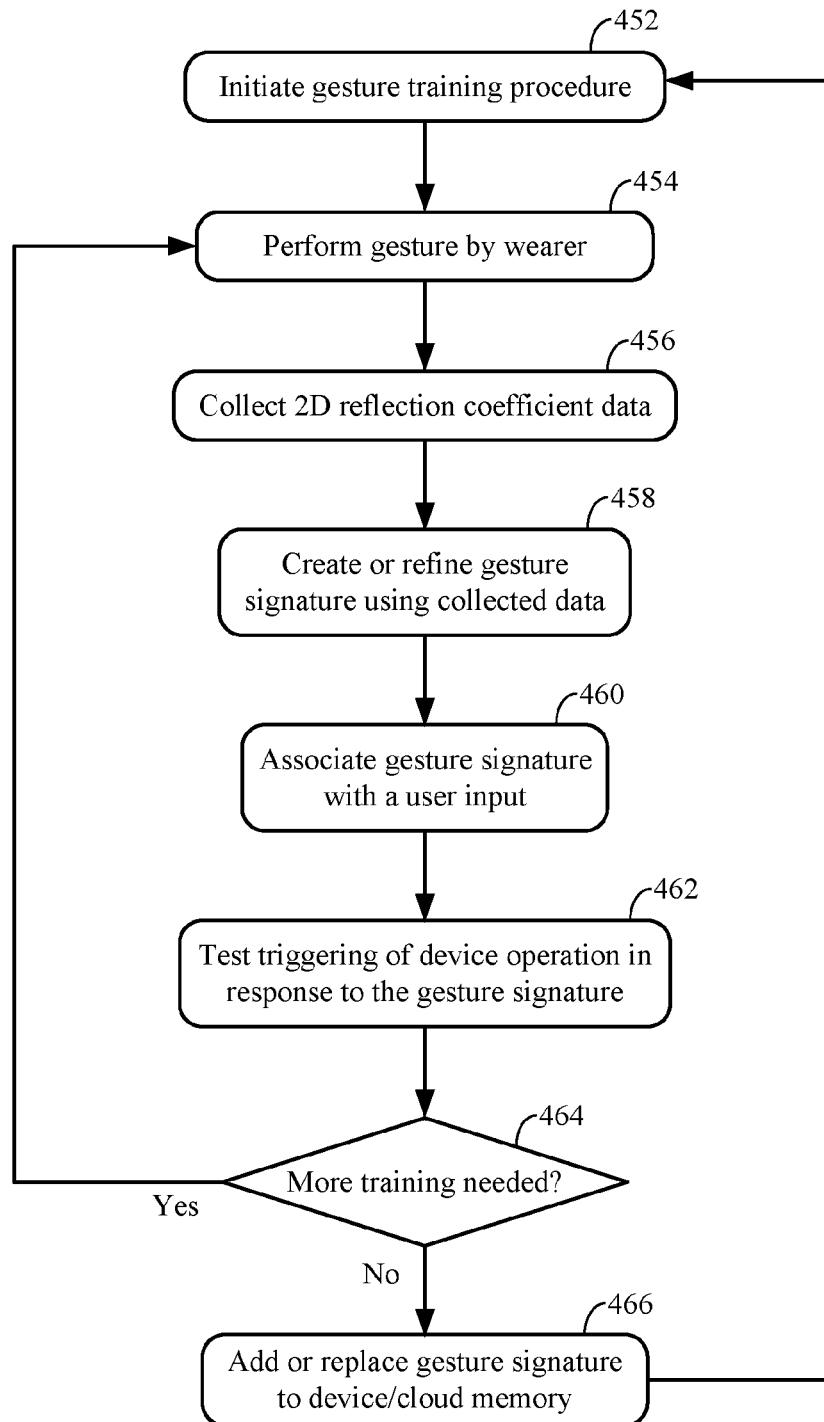 452
Initiate gesture training procedure
454
Perform gesture by wearer
456
Collect 2D reflection coefficient data
458
Create or refine gesture
signature using collected data
460
Associate gesture signature
with a user input
462
Test triggering of device operation in
response to the gesture signature
464
More training needed?
Yes
No
466
Add or replace gesture signature
to device/cloud memory